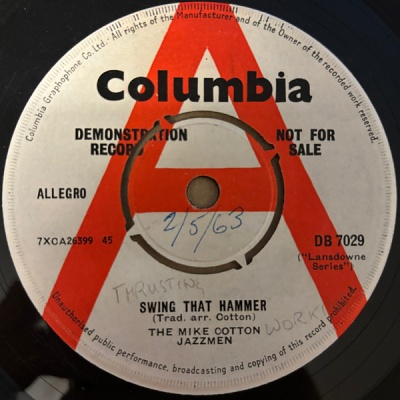 Columbia Graphophone Co. Ltd. All rights of the Manufacturer and of the Owner of the recorded work reserved.
Columbia
DEMONSTRATION RECORD
NOT FOR SALE
ALLEGRO
2/5/63
7XCA26399 45
DB 7029
("Lansdowne Series")
THRUSTING
SWING THAT HAMMER
(Trad. arr. Cotton)
THE MIKE COTTON
WORK!
JAZZMEN
Unauthorised public performance, broadcasting and copying of this record prohibited.